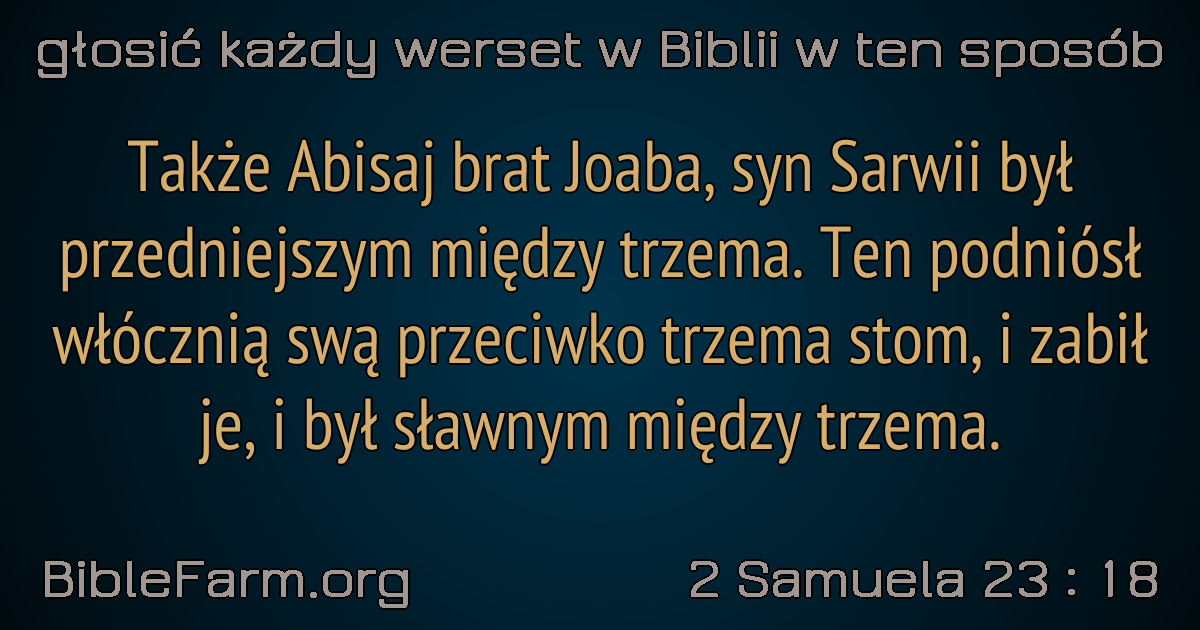 głosić każdy werset w Biblii w ten sposób
Także Abisaj brat Joaba, syn Sarwii był
przedniejszym między trzema. Ten podniósł
włócznią swą przeciwko trzema stom, i zabił
je, i był sławnym między trzema.
BibleFarm.org
2 Samuela 23 : 18